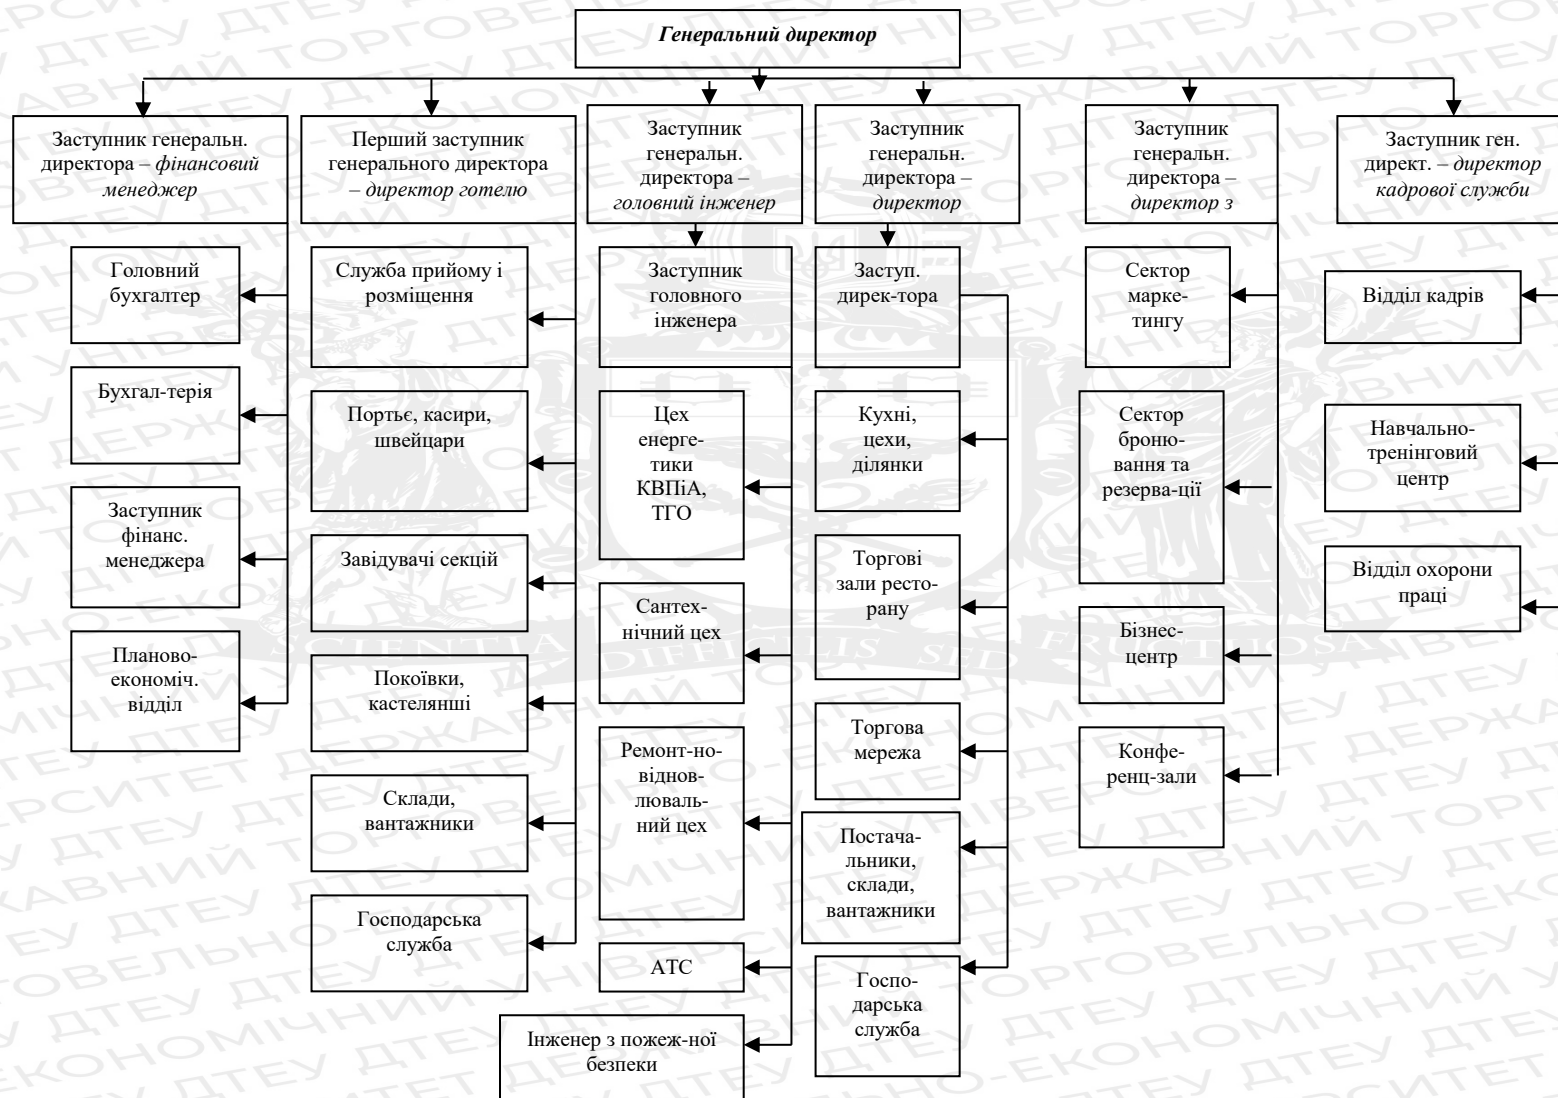 Генеральний директор
Заступник генеральн.
директора – фінансовий
менеджер
Перший заступник
генерального директора
– директор готелю
Заступник
генеральн.
директора –
головний інженер
Заступник
генеральн.
директора –
директор
Заступник
генеральн.
директора –
директор з
Заступник ген.
директ. – директор
кадрової служби
Головний
бухгалтер
Бухгал-терія
Заступник
фінанс.
менеджера
Планово-
економіч.
відділ
Служба прийому і
розміщення
Портьє, касири,
швейцари
Завідувачі секцій
Покоївки,
кастелянші
Склади,
вантажники
Господарська
служба
Заступник
головного
інженера
Цех
енерге-
тики
КВПіА,
ТГО
Сантех-
нічний цех
Ремонт-но-
віднов-
люваль-
ний цех
АТС
Інженер з пожеж-ної
безпеки
Заступ.
дирек-тора
Кухні,
цехи,
ділянки
Торгові
зали ресто-
рану
Торгова
мережа
Постача-
льники,
склади,
вантажники
Госпо-
дарська
служба
Сектор
марке-
тингу
Сектор
броню-
вання та
резерва-ції
Бізнес-
центр
Конфе-
ренц-зали
Відділ кадрів
Навчально-
тренінговий
центр
Відділ охорони
праці
SCIENTIA DIFFICILIS SED FRUCTUOSA